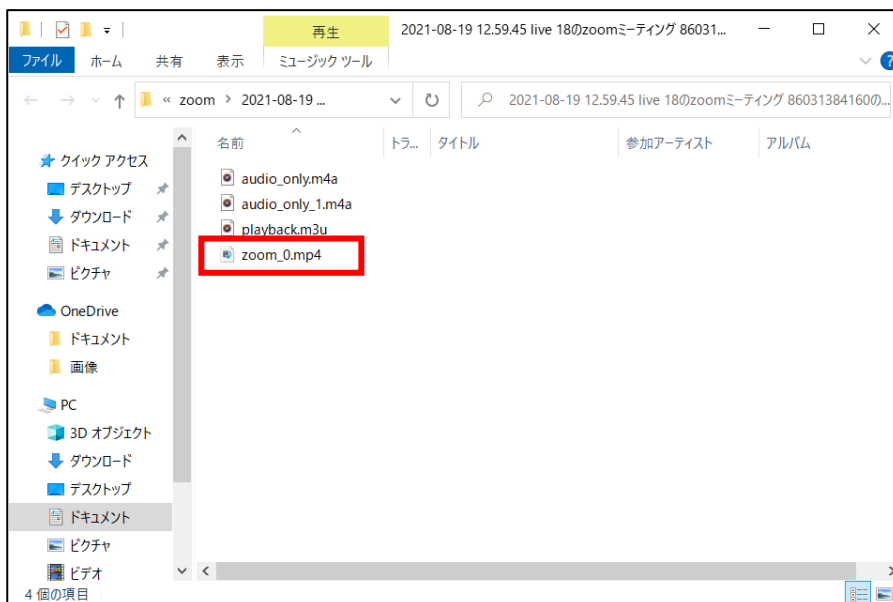 再生
2021-08-19 12.59.45 live 18のzoomミーティング 86031...
ファイル ホーム 共有 表示 ミュージック ツール
« zoom > 2021-08-19 ...
2021-08-19 12.59.45 live 18のzoomミーティング 86031384160の...
名前 トラ... タイトル 参加アーティスト アルバム
クイック アクセス
デスクトップ
ダウンロード
ドキュメント
ピクチャ
OneDrive
ドキュメント
画像
PC
3D オブジェクト
ダウンロード
デスクトップ
ドキュメント
ピクチャ
ビデオ
audio_only.m4a
audio_only_1.m4a
playback.m3u
zoom_0.mp4
4 個の項目